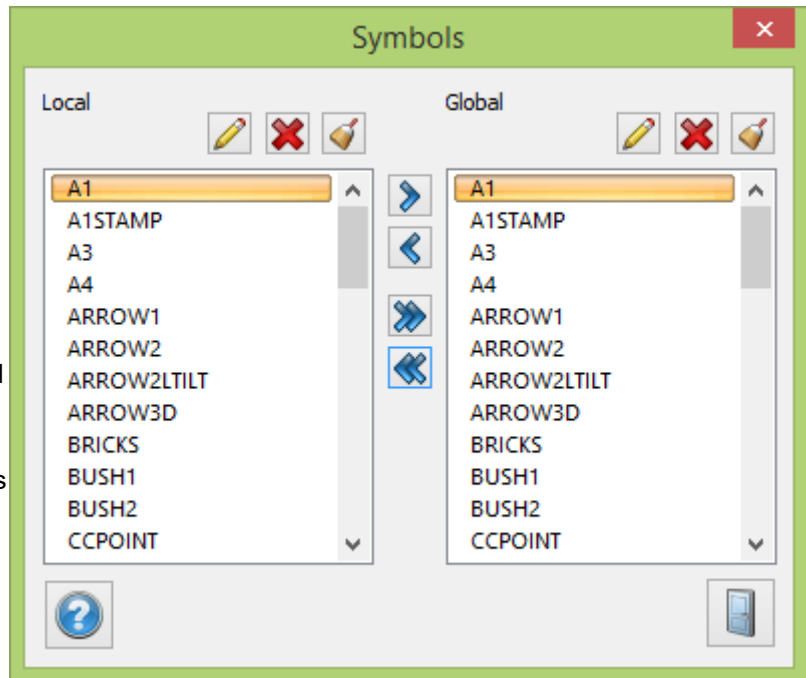 Symbols
Local
Global
A1
A1STAMP
A3
A4
ARROW1
ARROW2
ARROW2LTILT
ARROW3D
BRICKS
BUSH1
BUSH2
CCPOINT
A1
A1STAMP
A3
A4
ARROW1
ARROW2
ARROW2LTILT
ARROW3D
BRICKS
BUSH1
BUSH2
CCPOINT